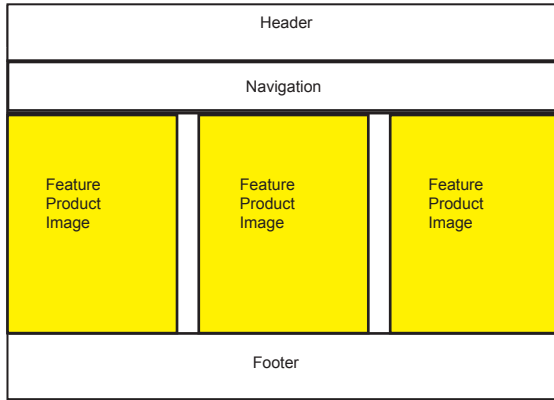 Header
Navigation
Feature
Product
Image
Feature
Product
Image
Feature
Product
Image
Footer